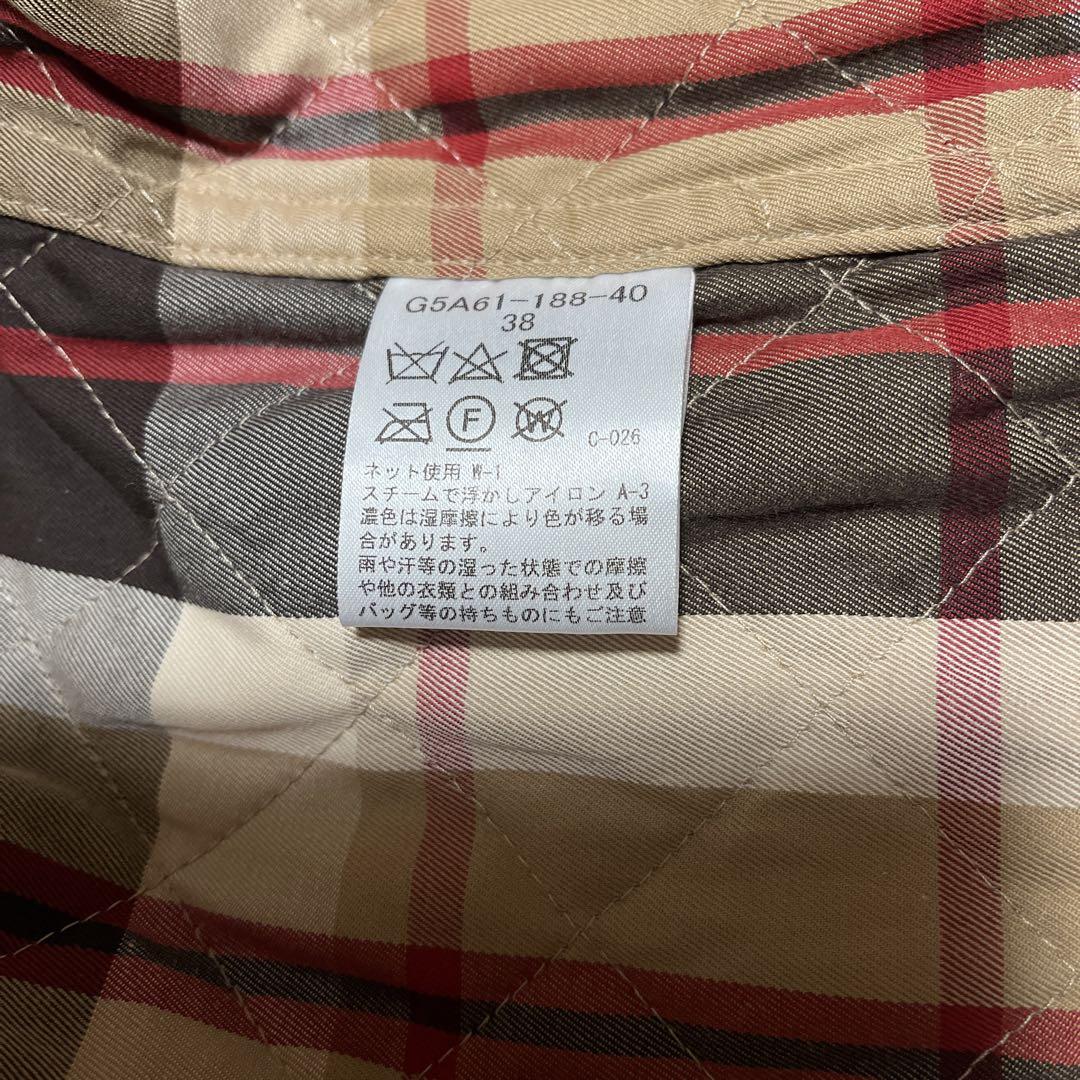 G5A61-188-40
38
F W
C-026
ネット使用 W-1
スチームで浮かしアイロン A-3
濃色は湿摩擦により色が移る場
合があります。
雨や汗等の湿った状態での摩擦
や他の衣類との組み合わせ及び
バッグ等の持ちものにもご注意